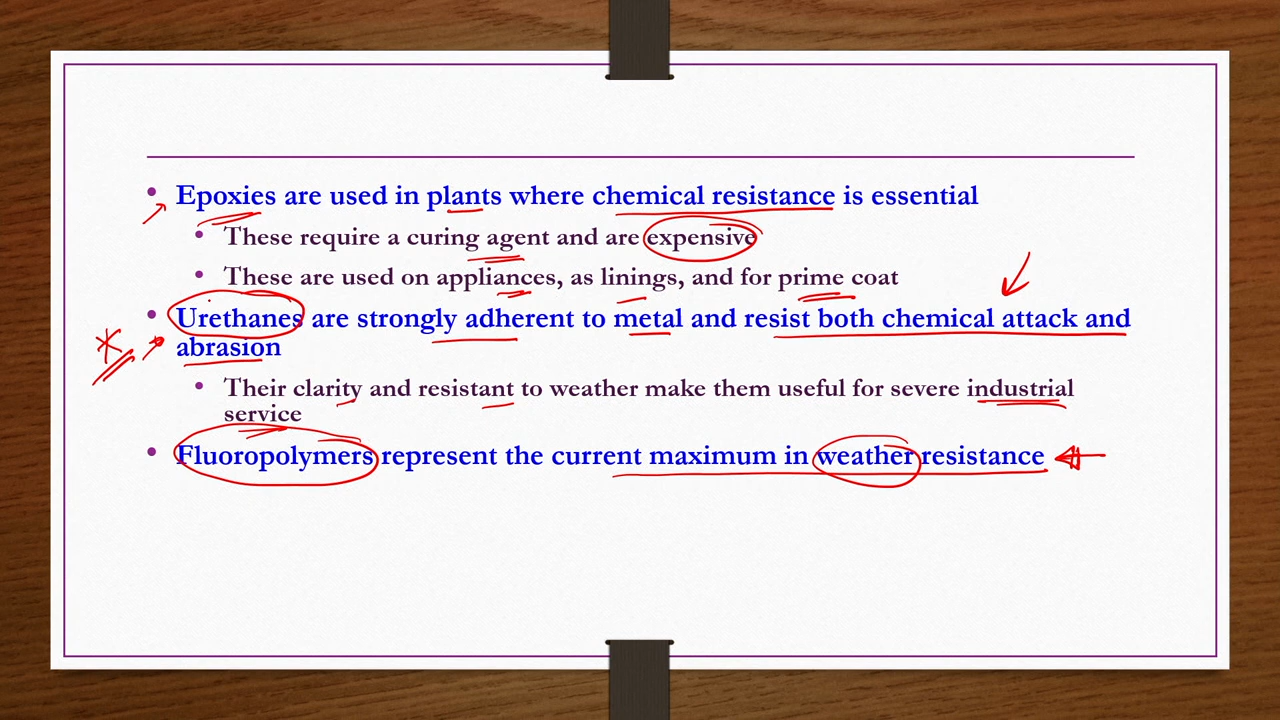 • Epoxies are used in plants where chemical resistance is essential
• These require a curing agent and are expensive
• These are used on appliances, as linings, and for prime coat
• Urethanes are strongly adherent to metal and resist both chemical attack and
abrasion
• Their clarity and resistant to weather make them useful for severe industrial
service
• Fluoropolymers represent the current maximum in weather resistance